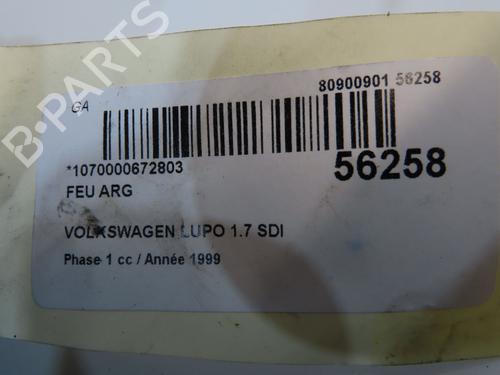 80900901 56258
GA
B-PARTS
*1070000672803
56258
FEU ARG
VOLKSWAGEN LUPO 1.7 SDI
Phase 1 cc / Année 1999